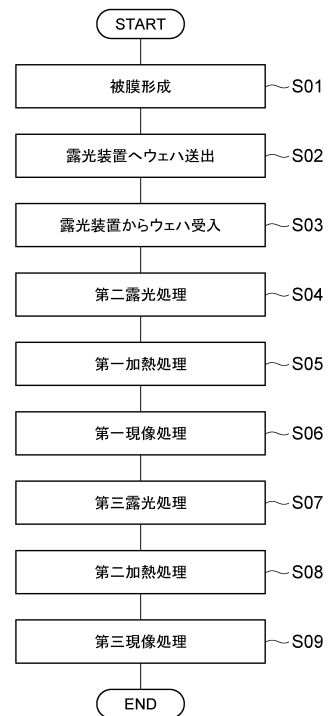 START
被膜形成
S01
露光装置へウェハ送出
S02
露光装置からウェハ受入
S03
第二露光処理
S04
第一加熱処理
S05
第一現像処理
S06
第三露光処理
S07
第二加熱処理
S08
第三現像処理
S09
END